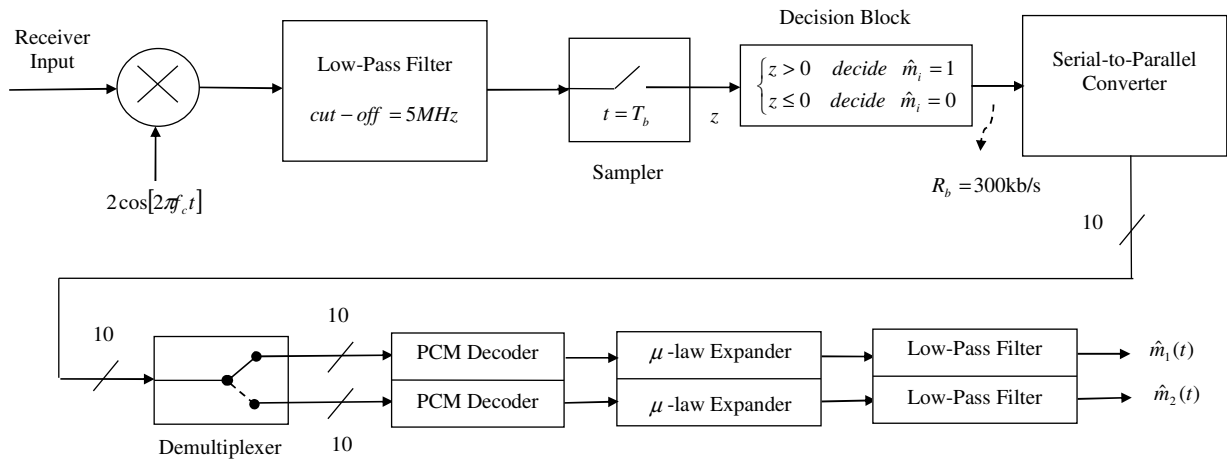 Decision Block
Receiver
Input
Low-Pass Filter
cut − off = 5MHz
t = T_b
z
Sampler
z > 0 decide m̂_i = 1
z ≤ 0 decide m̂_i = 0
Serial-to-Parallel
Converter
R_b = 300kb/s
2cos[2πf_c t]
10
10
10
10
Demultiplexer
PCM Decoder
PCM Decoder
μ -law Expander
μ -law Expander
Low-Pass Filter
Low-Pass Filter
m̂_1(t)
m̂_2(t)